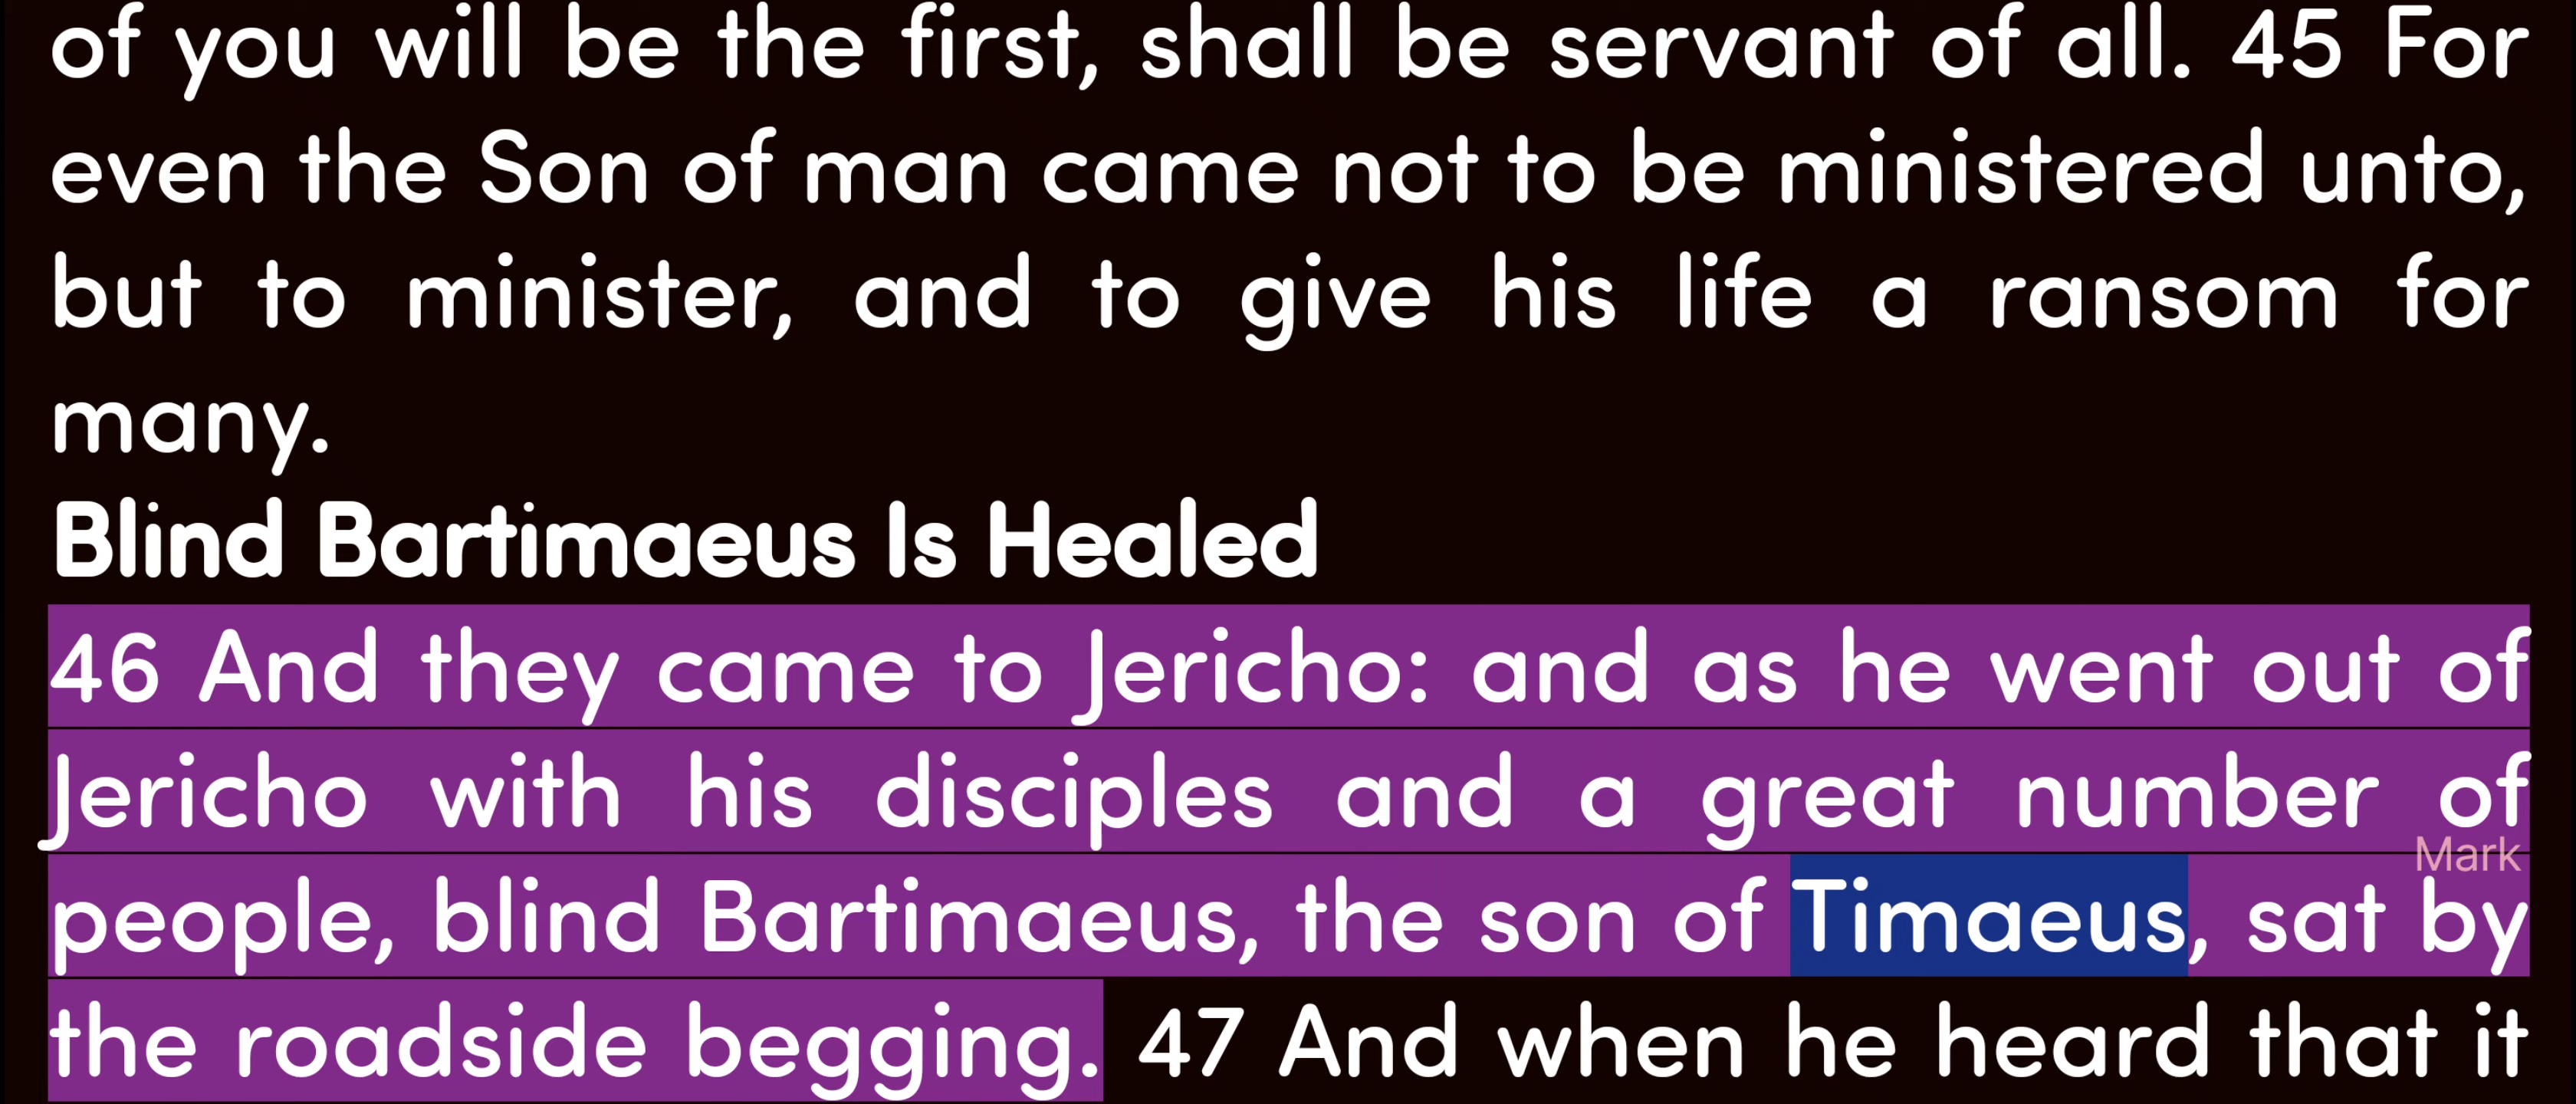 of you will be the first, shall be servant of all. 45 For
even the Son of man came not to be ministered unto,
but to minister, and to give his life a ransom for
many.
Blind Bartimaeus Is Healed
46 And they came to Jericho: and as he went out of
Jericho with his disciples and a great number of
Mark
people, blind Bartimaeus, the son of Timaeus, sat by
the roadside begging. 47 And when he heard that it